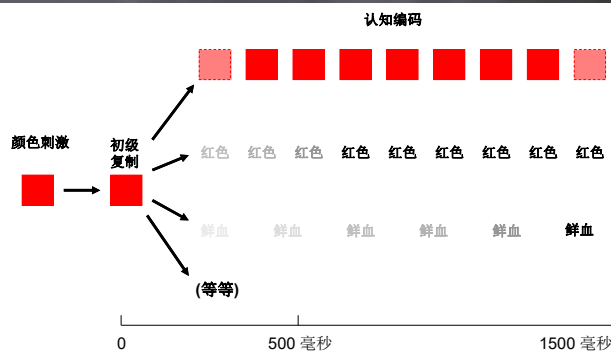 认知编码
颜色刺激
初级
复制
红色 红色 红色 红色 红色 红色 红色 红色 红色
鲜血 鲜血 鲜血 鲜血 鲜血 鲜血
(等等)
0 500 毫秒 1500 毫秒